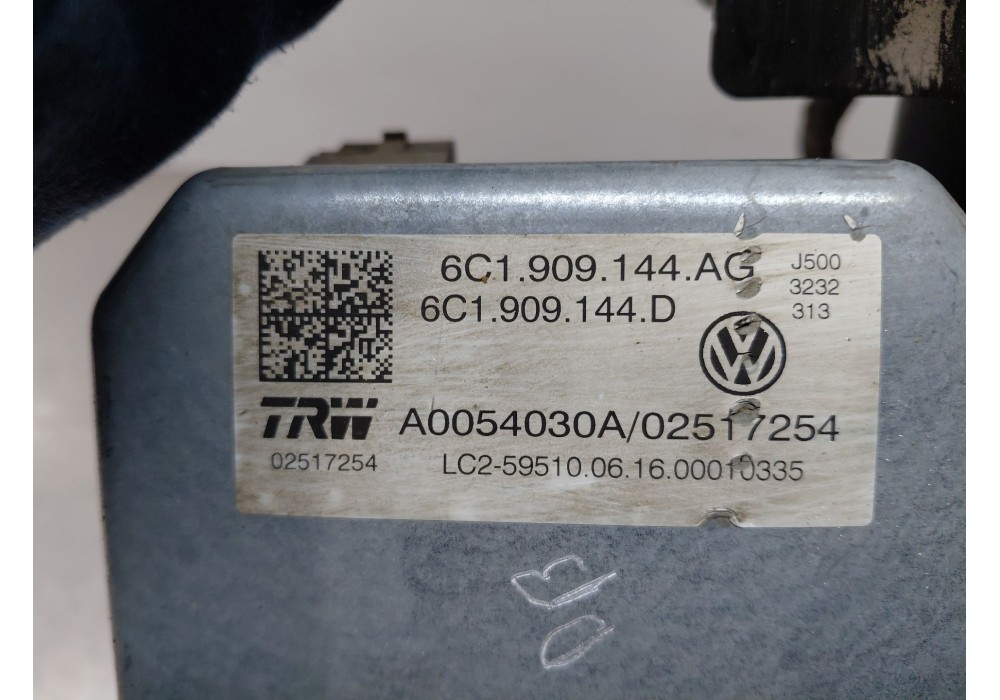 6C1.909.144.AG
6C1.909.144.D
J500
3232
313
TRW
A0054030A/02517254
02517254
LC2-59510.06.16.00010335